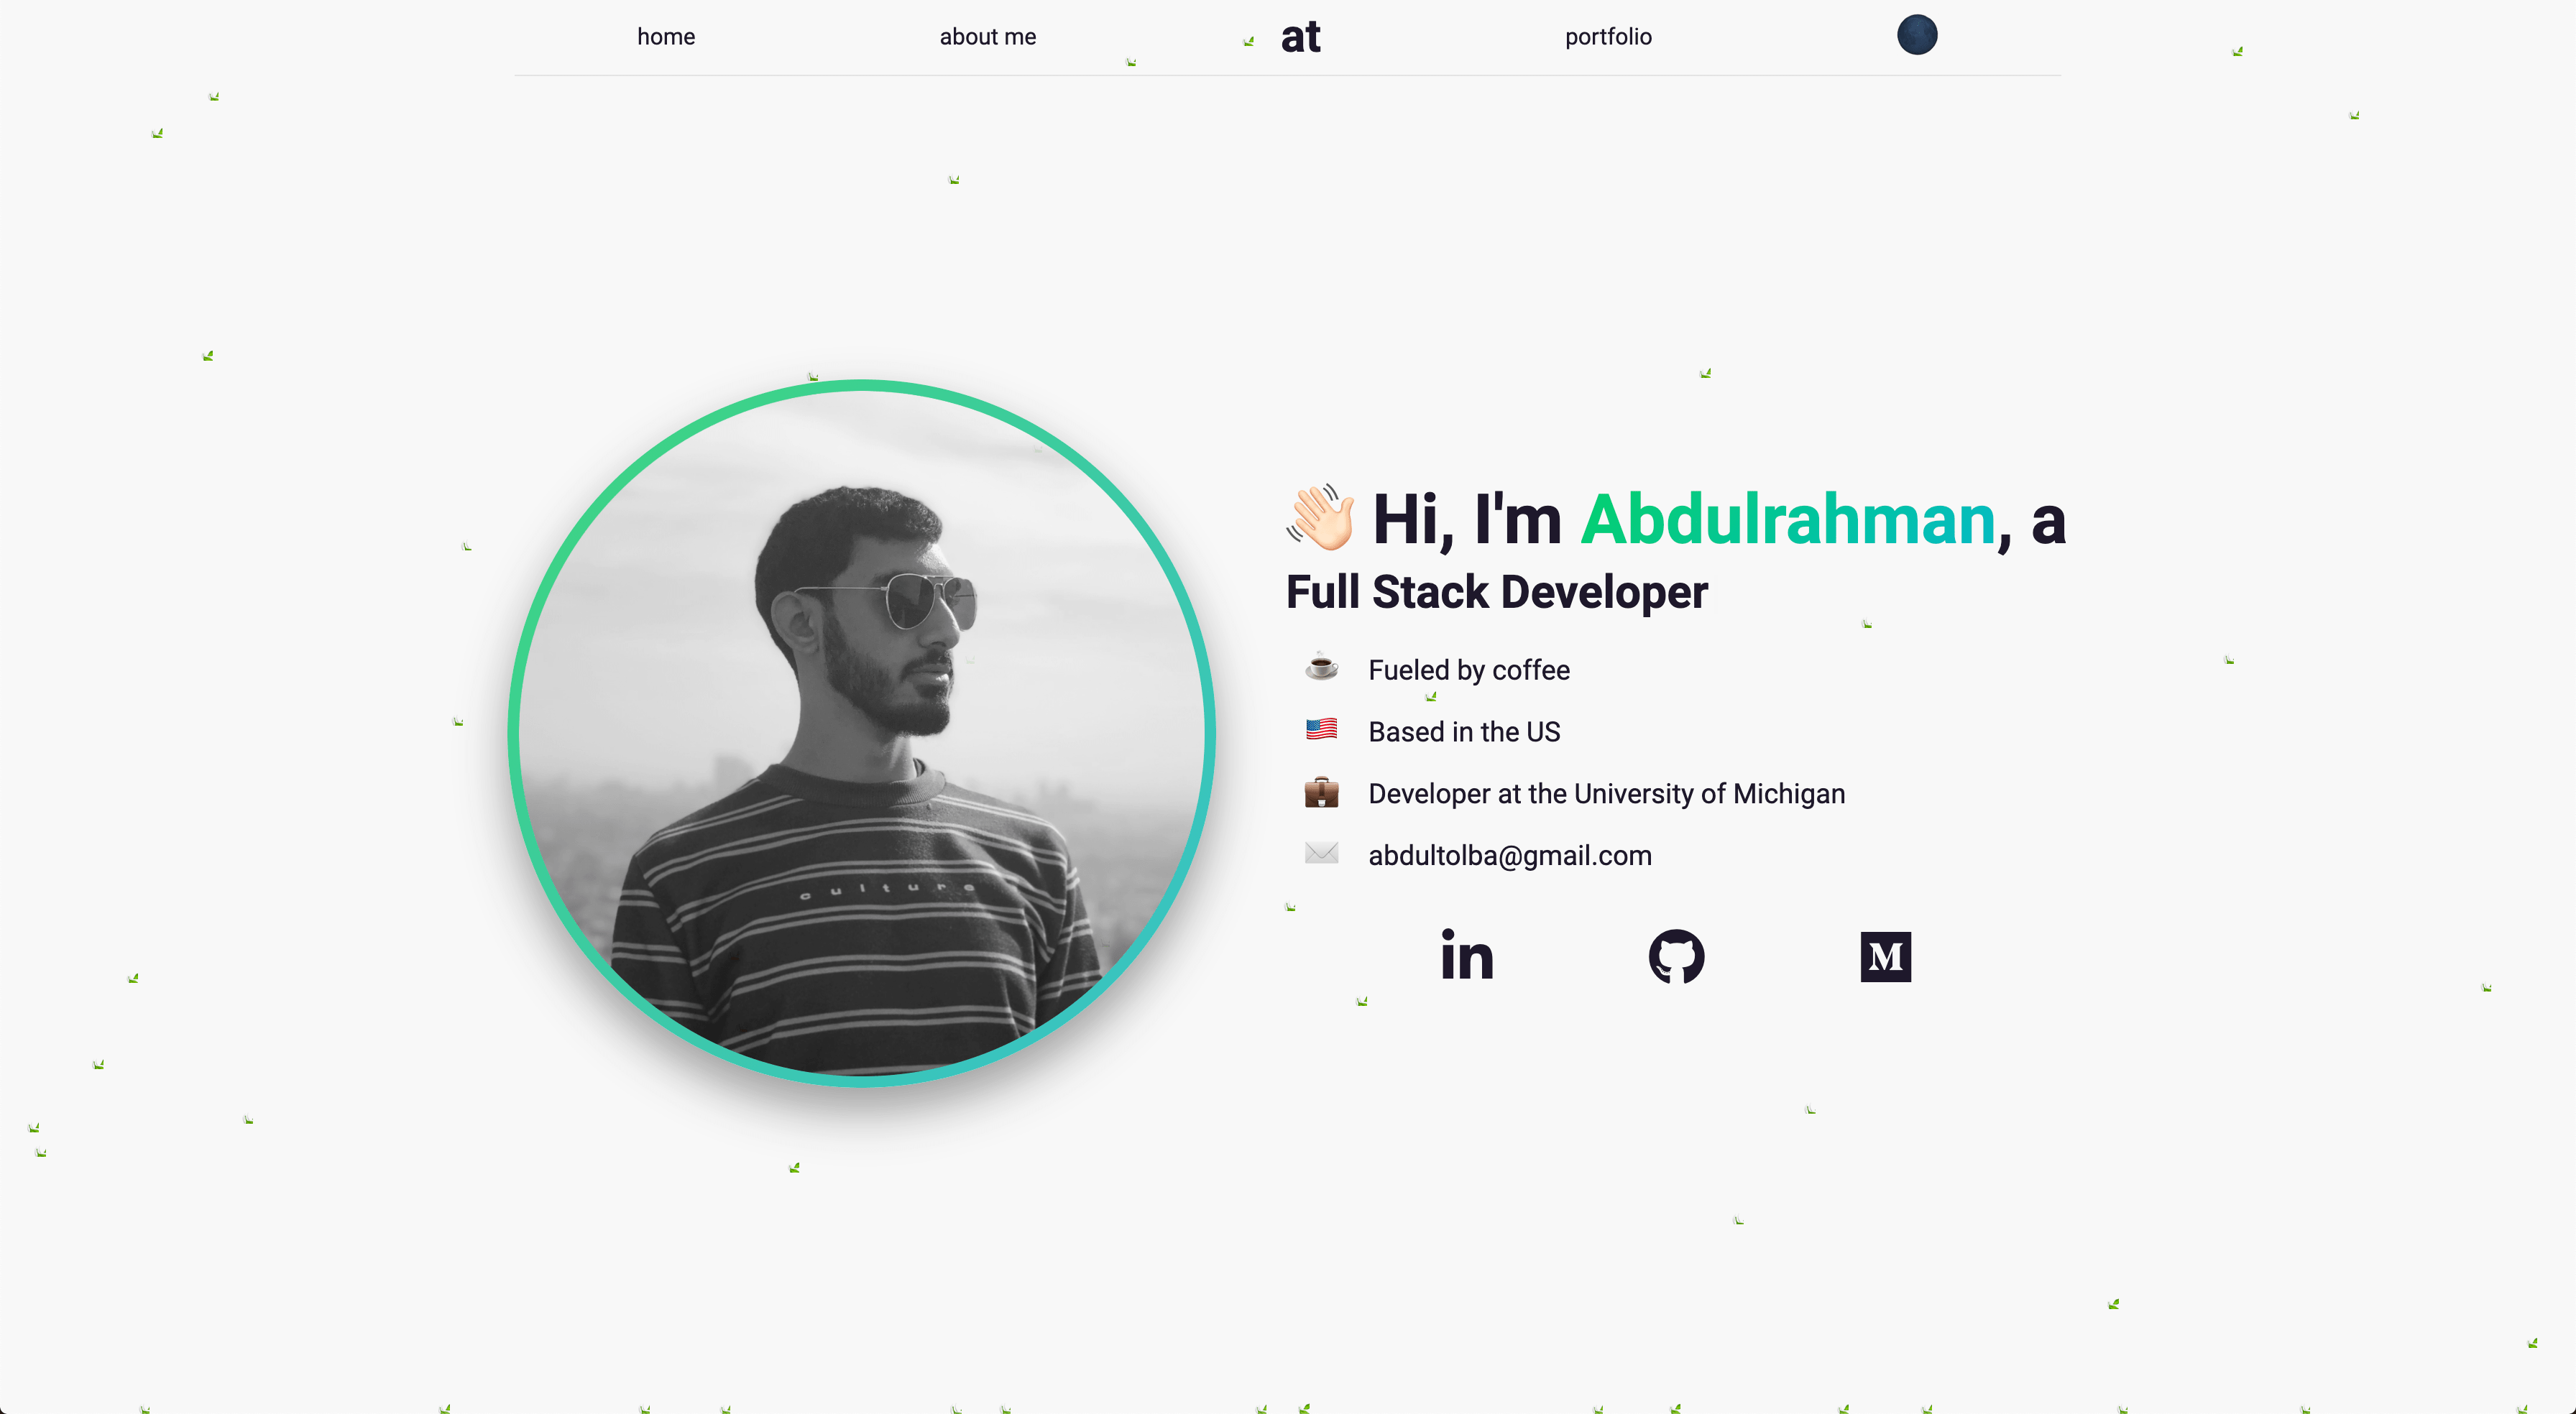 home about me at portfolio
👋🏻 Hi, I'm Abdulrahman, a
Full Stack Developer
Fueled by coffee
Based in the US
Developer at the University of Michigan
abdultolba@gmail.com
culture
in
M